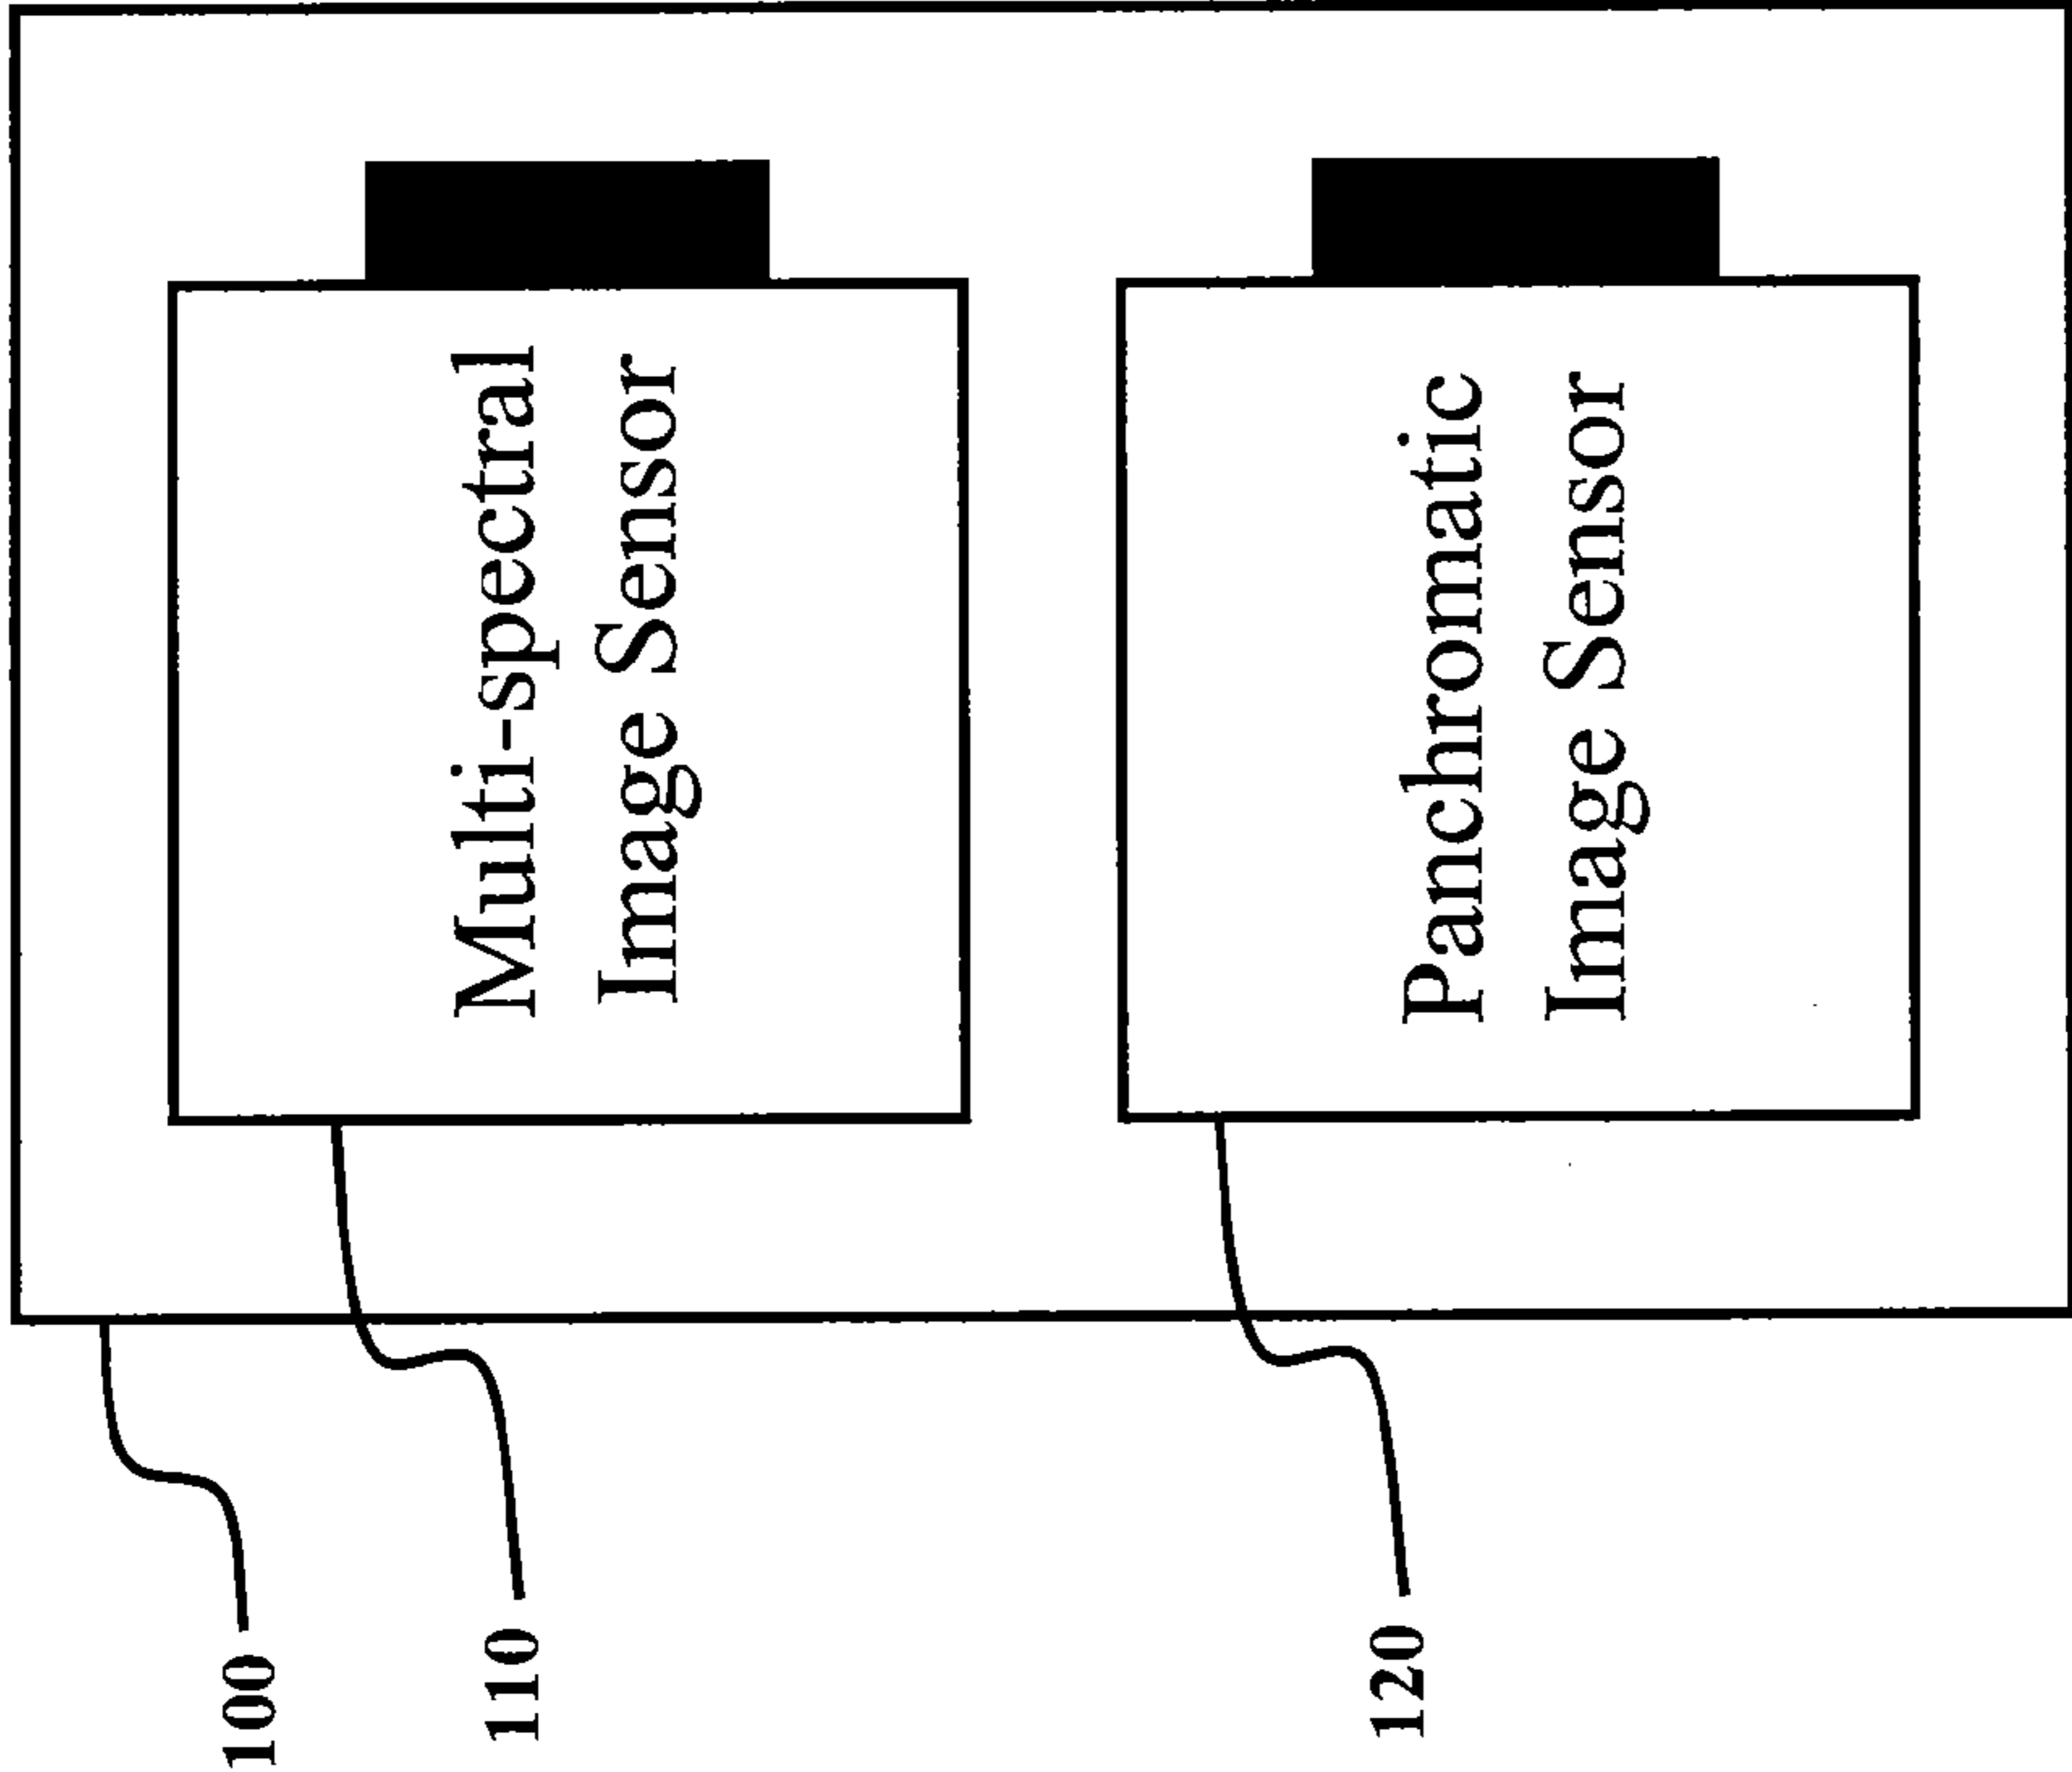 100
110
Multi-spectral
Image Sensor
120
Panchromatic
Image Sensor